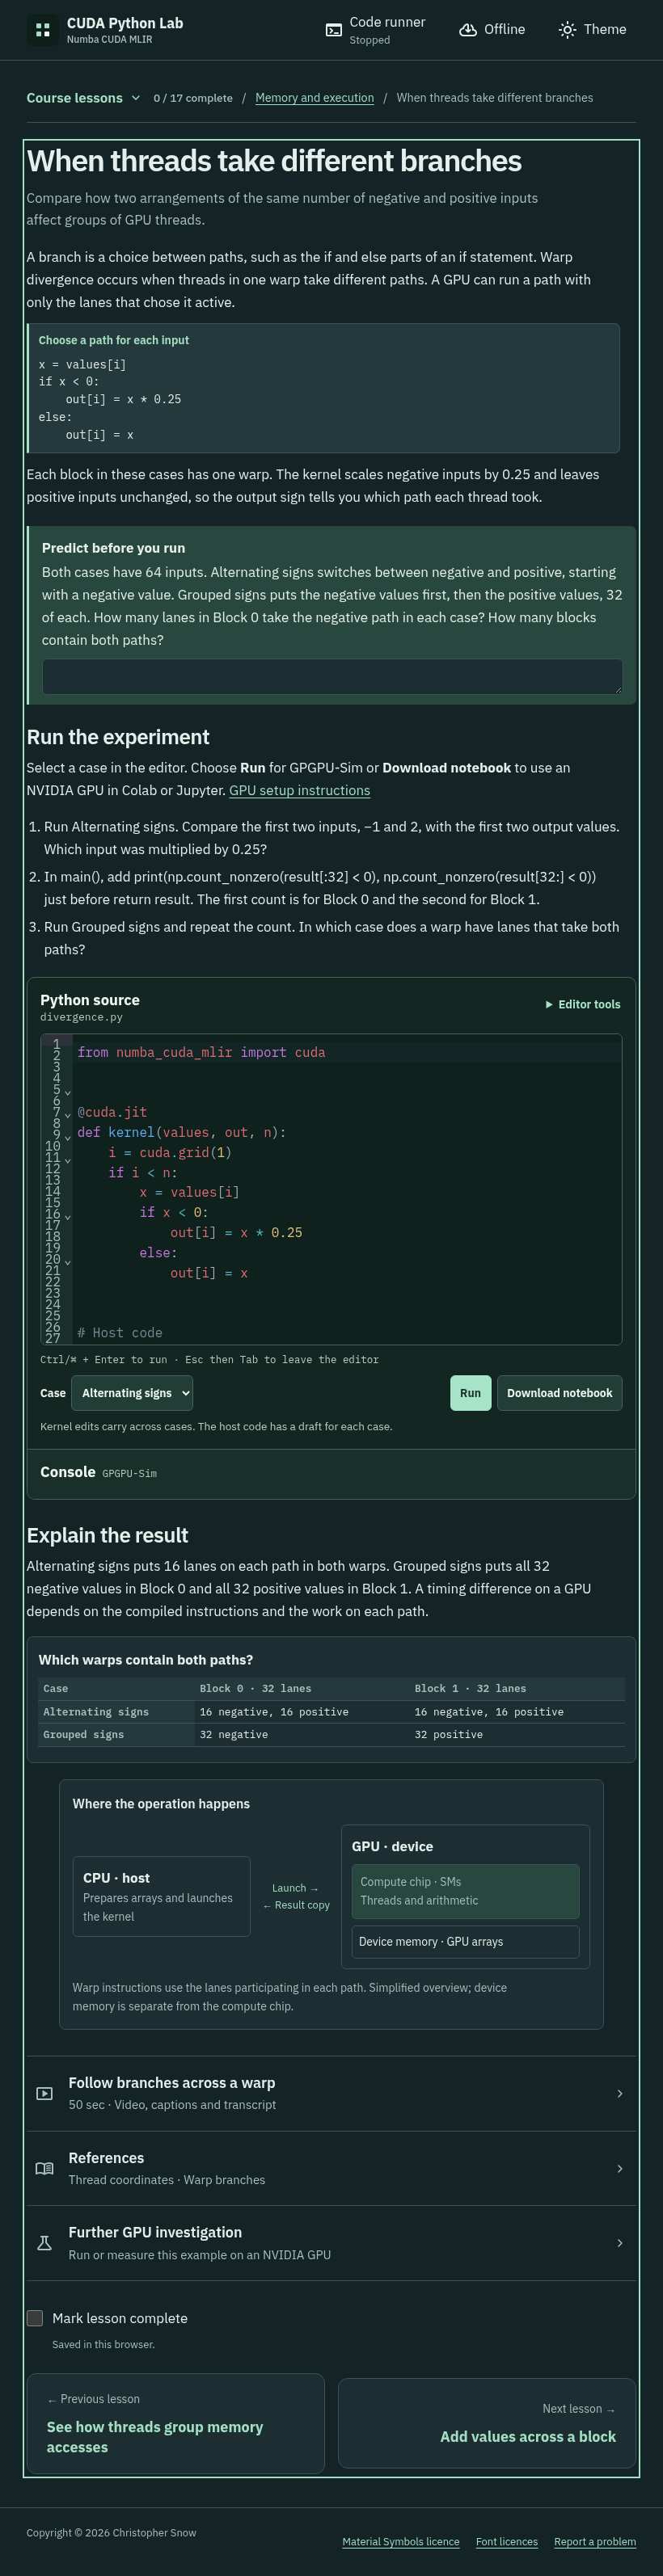 CUDA Python Lab
Numba CUDA MLIR
Code runner
Stopped
Offline
Theme
Course lessons
0 / 17 complete / Memory and execution / When threads take different branches
When threads take different branches
Compare how two arrangements of the same number of negative and positive inputs
affect groups of GPU threads.
A branch is a choice between paths, such as the if and else parts of an if statement. Warp
divergence occurs when threads in one warp take different paths. A GPU can run a path with
only the lanes that chose it active.
Choose a path for each input
x = values[i]
if x < 0:
    out[i] = x * 0.25
else:
    out[i] = x
Each block in these cases has one warp. The kernel scales negative inputs by 0.25 and leaves
positive inputs unchanged, so the output sign tells you which path each thread took.
Predict before you run
Both cases have 64 inputs. Alternating signs switches between negative and positive, starting
with a negative value. Grouped signs puts the negative values first, then the positive values, 32
of each. How many lanes in Block 0 take the negative path in each case? How many blocks
contain both paths?
Run the experiment
Select a case in the editor. Choose Run for GPGPU-Sim or Download notebook to use an
NVIDIA GPU in Colab or Jupyter. GPU setup instructions
1. Run Alternating signs. Compare the first two inputs, −1 and 2, with the first two output values.
Which input was multiplied by 0.25?
2. In main(), add print(np.count_nonzero(result[:32] < 0), np.count_nonzero(result[32:] < 0))
just before return result. The first count is for Block 0 and the second for Block 1.
3. Run Grouped signs and repeat the count. In which case does a warp have lanes that take both
paths?
Python source
divergence.py
▶ Editor tools
1
2
3
4
5
6
7
8
9
10
11
12
13
14
15
16
17
18
19
20
21
22
23
24
25
26
27
from numba_cuda_mlir import cuda
@cuda.jit
def kernel(values, out, n):
    i = cuda.grid(1)
    if i < n:
        x = values[i]
        if x < 0:
            out[i] = x * 0.25
        else:
            out[i] = x
# Host code
Ctrl/⌘ + Enter to run · Esc then Tab to leave the editor
Case
Alternating signs
Run
Download notebook
Kernel edits carry across cases. The host code has a draft for each case.
Console GPGPU-Sim
Explain the result
Alternating signs puts 16 lanes on each path in both warps. Grouped signs puts all 32
negative values in Block 0 and all 32 positive values in Block 1. A timing difference on a GPU
depends on the compiled instructions and the work on each path.
Which warps contain both paths?
Case Block 0 · 32 lanes Block 1 · 32 lanes
Alternating signs 16 negative, 16 positive 16 negative, 16 positive
Grouped signs 32 negative 32 positive
Where the operation happens
CPU · host
Prepares arrays and launches
the kernel
Launch →
← Result copy
GPU · device
Compute chip · SMs
Threads and arithmetic
Device memory · GPU arrays
Warp instructions use the lanes participating in each path. Simplified overview; device
memory is separate from the compute chip.
Follow branches across a warp
50 sec · Video, captions and transcript
References
Thread coordinates · Warp branches
Further GPU investigation
Run or measure this example on an NVIDIA GPU
Mark lesson complete
Saved in this browser.
← Previous lesson
See how threads group memory
accesses
Next lesson →
Add values across a block
Copyright © 2026 Christopher Snow
Material Symbols licence
Font licences
Report a problem